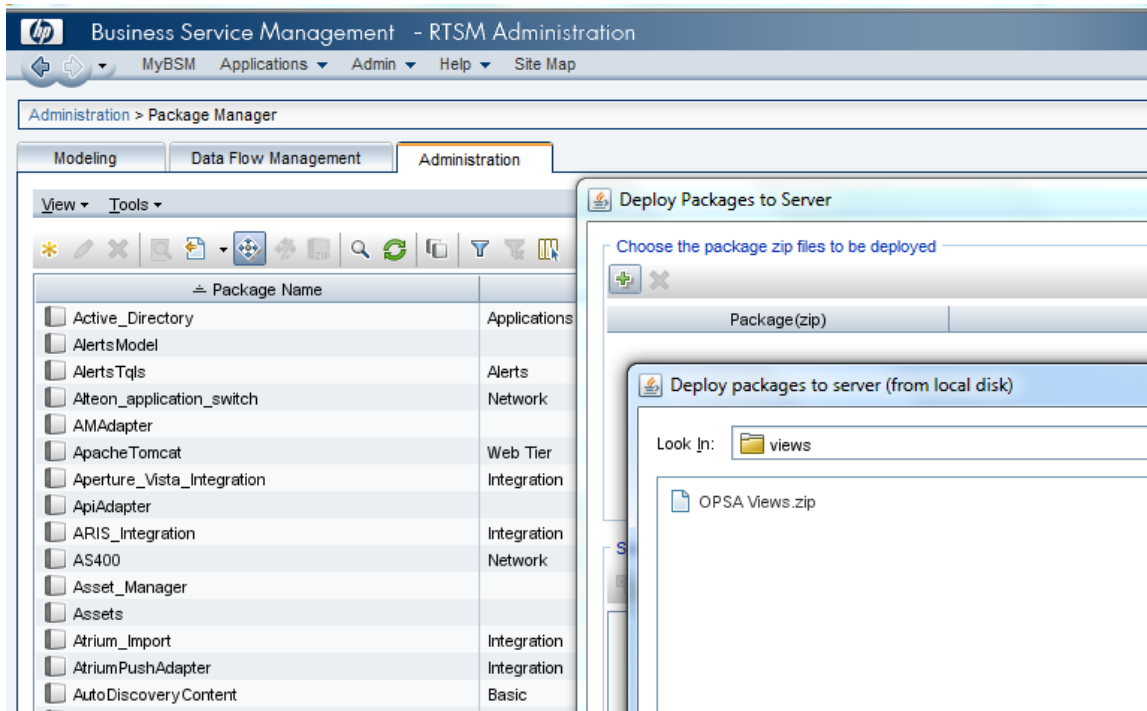 hp Business Service Management - RTSM Administration
MyBSM Applications Admin Help Site Map
Administration > Package Manager
Modeling Data Flow Management Administration
View Tools
Package Name
Active_Directory Applications
AlertsModel
AlertsTqls Alerts
Alteon_application_switch Network
AMAdapter
ApacheTomcat Web Tier
Aperture_Vista_Integration Integration
ApiAdapter
ARIS_Integration Integration
AS400 Network
Asset_Manager
Assets
Atrium_Import Integration
AtriumPushAdapter Integration
AutoDiscoveryContent Basic
Deploy Packages to Server
Choose the package zip files to be deployed
Package(zip)
Deploy packages to server (from local disk)
Look In: views
OPSA Views.zip